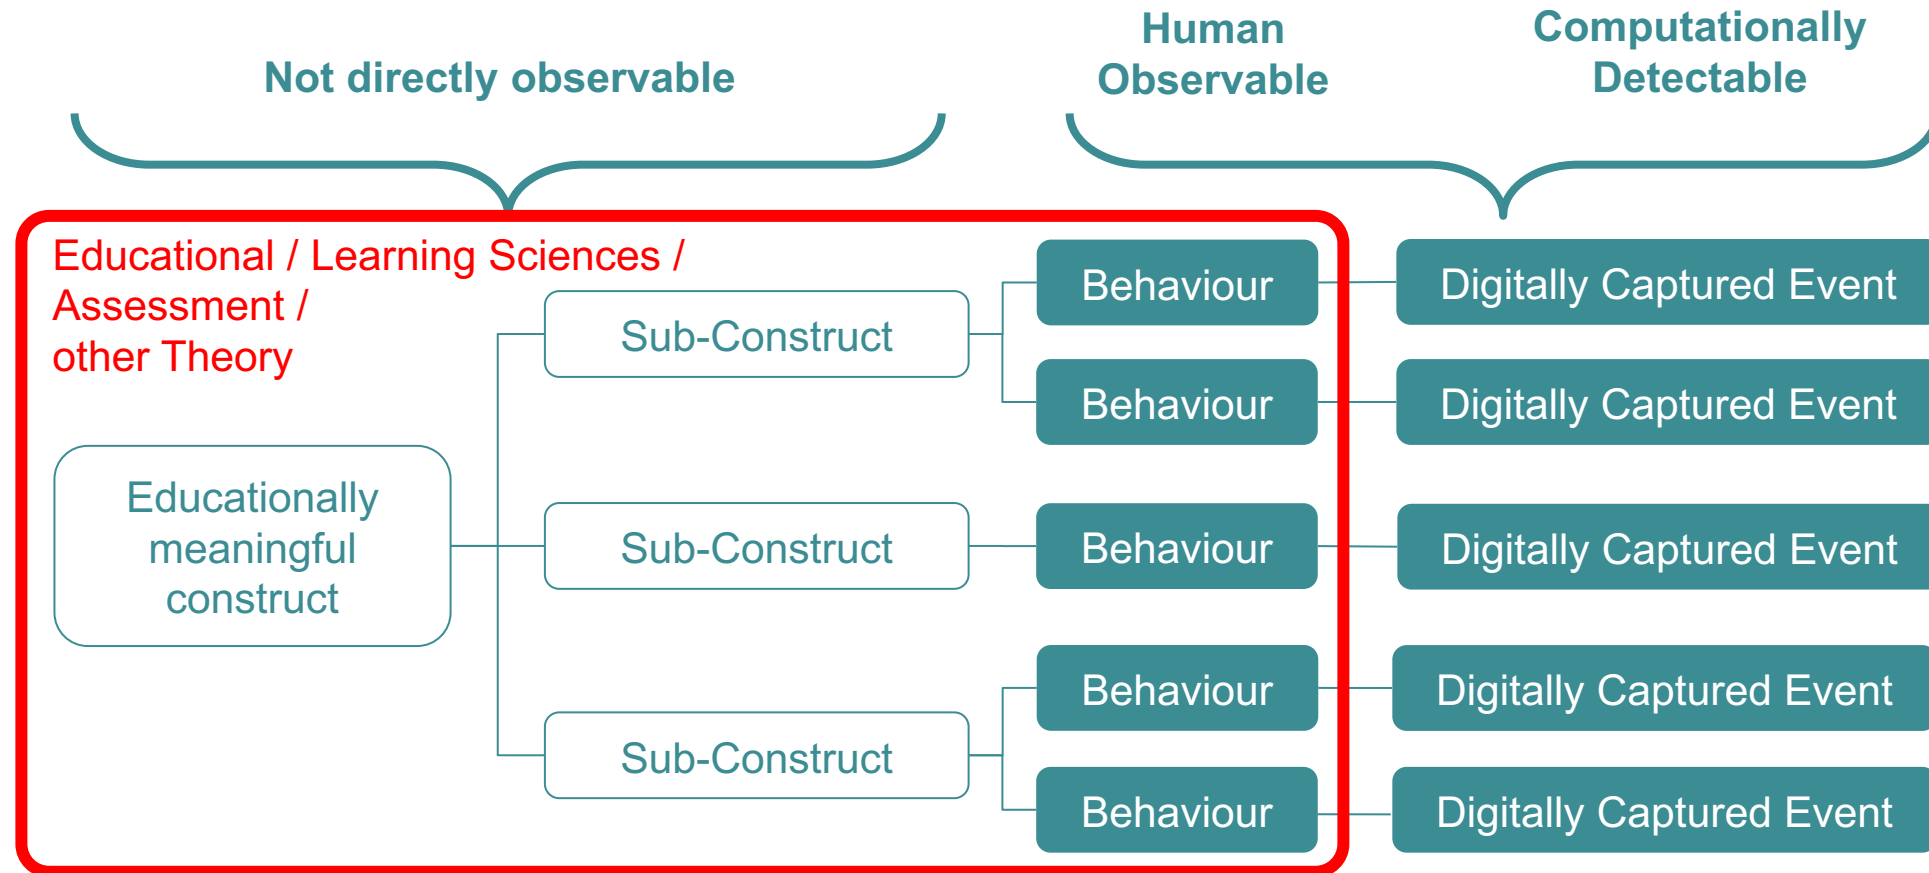 Not directly observable
Human
Observable
Computationally
Detectable
Educational / Learning Sciences /
Assessment /
other Theory
Educationally
meaningful
construct
Sub-Construct
Sub-Construct
Sub-Construct
Behaviour
Behaviour
Behaviour
Behaviour
Behaviour
Digitally Captured Event
Digitally Captured Event
Digitally Captured Event
Digitally Captured Event
Digitally Captured Event